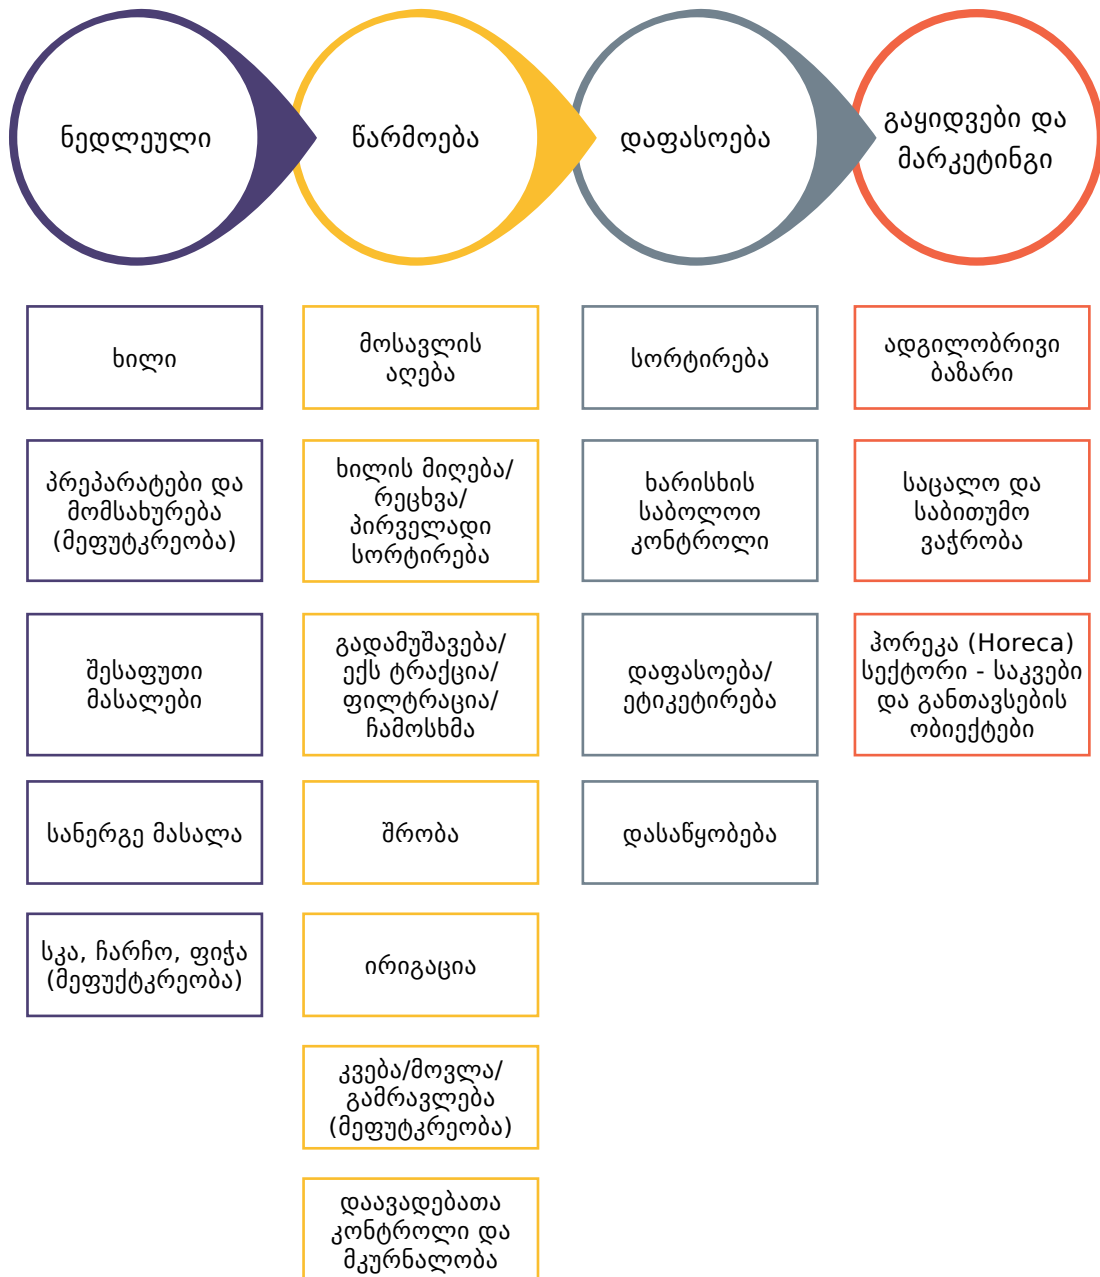 ნედლეული
წარმოება
დაფასოება
გაყიდვები და
მარკეტინგი
ხილი
პრეპარატები და
მომსახურება
(მეფუტკრეობა)
შესაფუთი
მასალები
სანერგე მასალა
სკა, ჩარჩო, ფიჭა
(მეფუქტკრეობა)
მოსავლის
აღება
ხილის მიღება/
რეცხვა/
პირველადი
სორტირება
გადამუშავება/
ექს ტრაქცია/
ფილტრაცია/
ჩამოსხმა
შრობა
ირიგაცია
კვება/მოვლა/
გამრავლება
(მეფუტკრეობა)
დაავადებათა
კონტროლი და
მკურნალობა
სორტირება
ხარისხის
საბოლოო
კონტროლი
დაფასოება/
ეტიკეტირება
დასაწყობება
ადგილობრივი
ბაზარი
საცალო და
საბითუმო
ვაჭრობა
ჰორეკა (Horeca)
სექტორი - საკვები
და განთავსების
ობიექტები